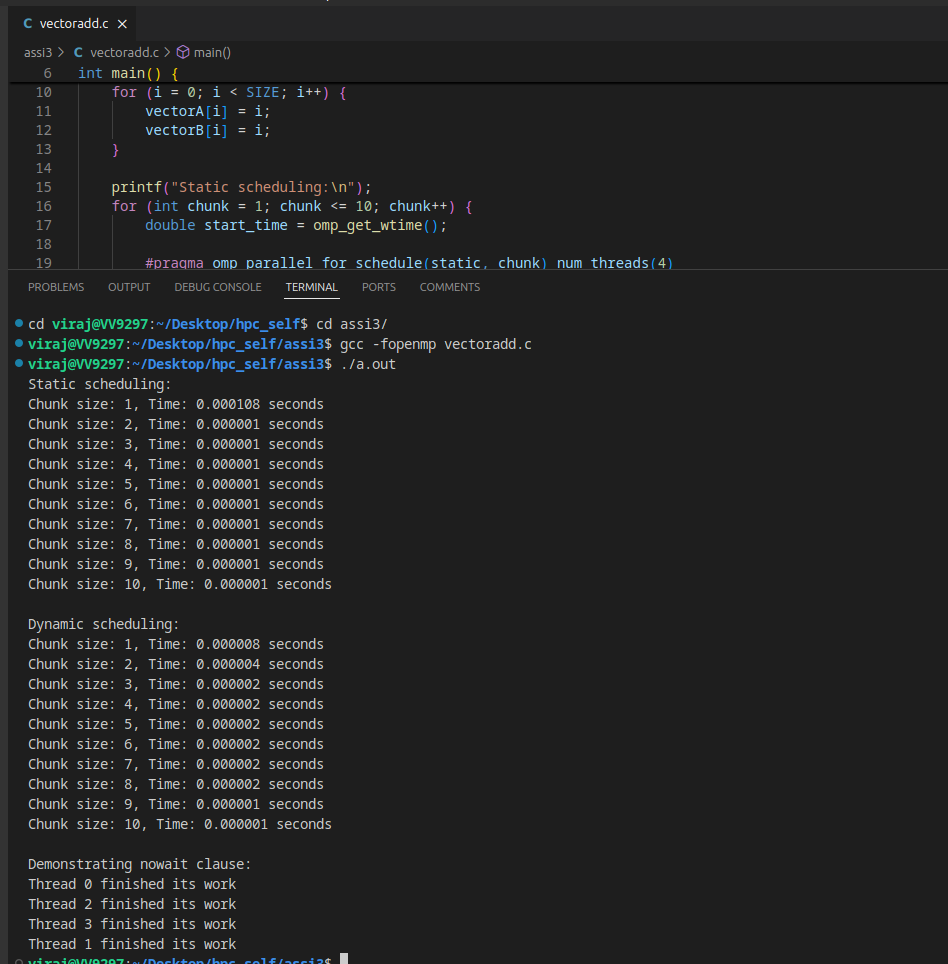 C vectoradd.c ×
assi3 > C vectoradd.c > main()
6 int main() {
10 for (i = 0; i < SIZE; i++) {
11 vectorA[i] = i;
12 vectorB[i] = i;
13 }
14
15 printf("Static scheduling:\n");
16 for (int chunk = 1; chunk <= 10; chunk++) {
17 double start_time = omp_get_wtime();
18
19 #pragma omp parallel for schedule(static, chunk) num_threads(4)
PROBLEMS OUTPUT DEBUG CONSOLE TERMINAL PORTS COMMENTS
cd viraj@VV9297:~/Desktop/hpc_self$ cd assi3/
viraj@VV9297:~/Desktop/hpc_self/assi3$ gcc -fopenmp vectoradd.c
viraj@VV9297:~/Desktop/hpc_self/assi3$ ./a.out
Static scheduling:
Chunk size: 1, Time: 0.000108 seconds
Chunk size: 2, Time: 0.000001 seconds
Chunk size: 3, Time: 0.000001 seconds
Chunk size: 4, Time: 0.000001 seconds
Chunk size: 5, Time: 0.000001 seconds
Chunk size: 6, Time: 0.000001 seconds
Chunk size: 7, Time: 0.000001 seconds
Chunk size: 8, Time: 0.000001 seconds
Chunk size: 9, Time: 0.000001 seconds
Chunk size: 10, Time: 0.000001 seconds

Dynamic scheduling:
Chunk size: 1, Time: 0.000008 seconds
Chunk size: 2, Time: 0.000004 seconds
Chunk size: 3, Time: 0.000002 seconds
Chunk size: 4, Time: 0.000002 seconds
Chunk size: 5, Time: 0.000002 seconds
Chunk size: 6, Time: 0.000002 seconds
Chunk size: 7, Time: 0.000002 seconds
Chunk size: 8, Time: 0.000002 seconds
Chunk size: 9, Time: 0.000001 seconds
Chunk size: 10, Time: 0.000001 seconds

Demonstrating nowait clause:
Thread 0 finished its work
Thread 2 finished its work
Thread 3 finished its work
Thread 1 finished its work
viraj@VV9297:~/Desktop/hpc_self/assi3$